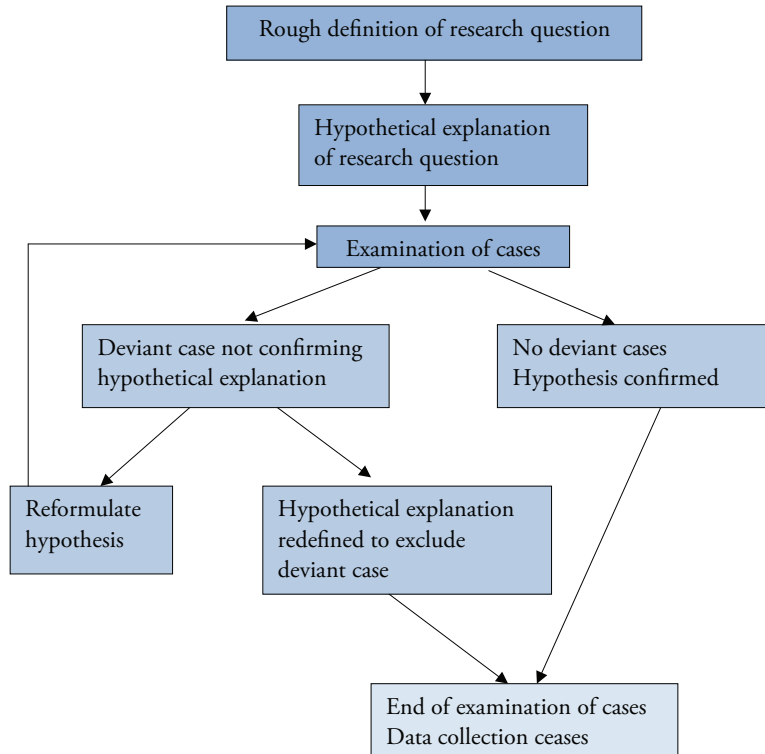 Rough definition of research question
Hypothetical explanation
of research question
Examination of cases
Deviant case not confirming
hypothetical explanation
No deviant cases
Hypothesis confirmed
Reformulate
hypothesis
Hypothetical explanation
redefined to exclude
deviant case
End of examination of cases
Data collection ceases